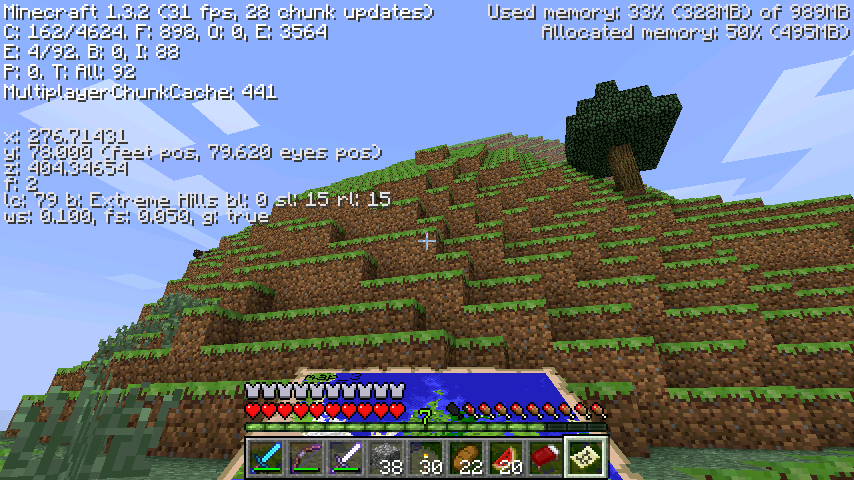 Minecraft 1.3.2 (31 fps, 28 chunk updates)
Used memory: 33% (328MB) of 989MB
C: 162/4624. F: 898, O: 0, E: 3564
Allocated memory: 50% (495MB)
E: 4/92. B: 0, I: 88
P: 0. T: All: 92
MultiplayerChunkCache: 441
x: 276.71431
y: 78.000 (feet pos, 79.620 eyes pos)
z: 404.34654
f: 2
lc: 79 b: Extreme Hills bl: 0 sl: 15 rl: 15
ws: 0.100, fs: 0.050, g: true
7
38 30 22 20